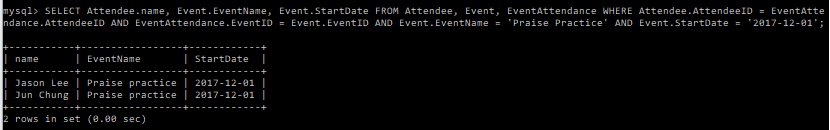 mysql> SELECT Attendee.name, Event.EventName, Event.StartDate FROM Attendee, Event, EventAttendance WHERE Attendee.AttendeeID = EventAtte
ndance.AttendeeID AND EventAttendance.EventID = Event.EventID AND Event.EventName = 'Praise Practice' AND Event.StartDate = '2017-12-01';
+-----------+-----------------+------------+
| name      | EventName       | StartDate  |
+-----------+-----------------+------------+
| Jason Lee | Praise practice | 2017-12-01 |
| Jun Chung | Praise practice | 2017-12-01 |
+-----------+-----------------+------------+
2 rows in set (0.00 sec)